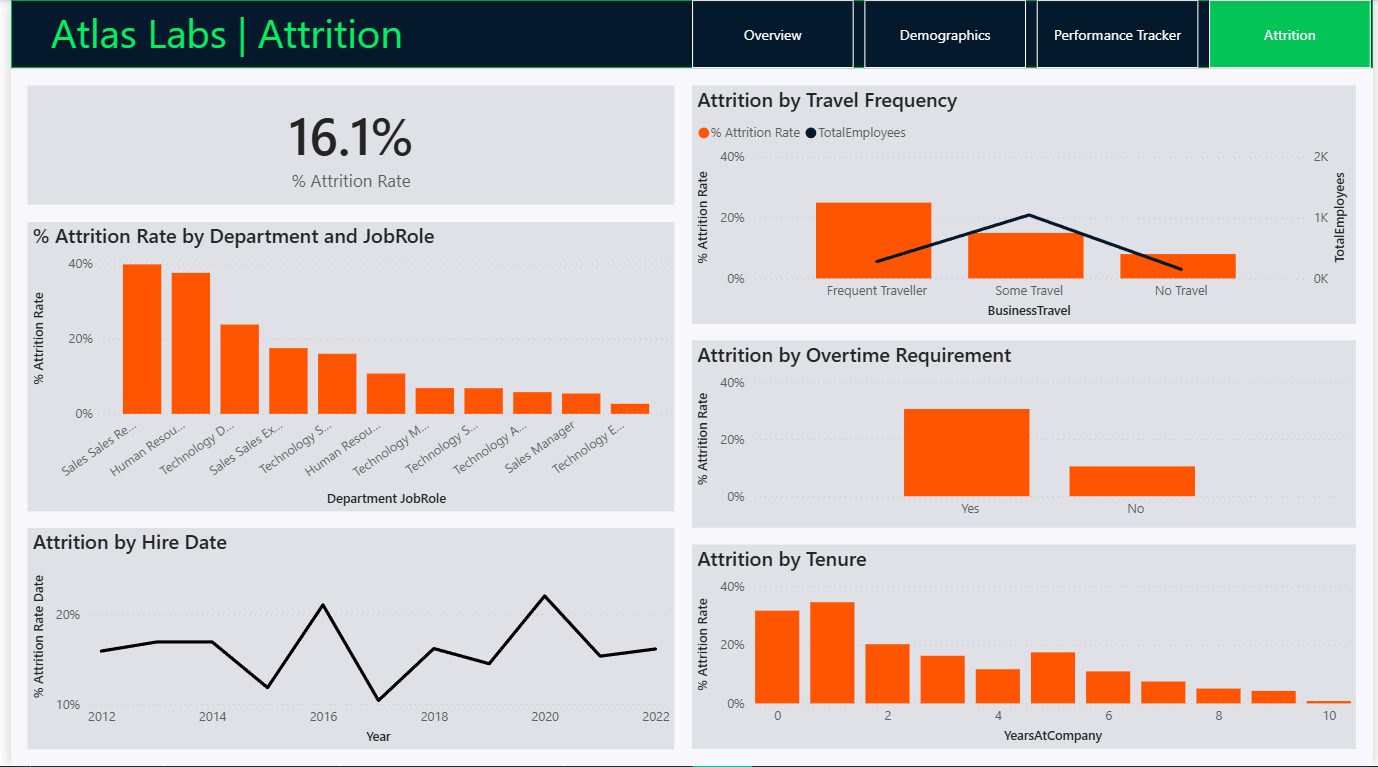 Atlas Labs | Attrition
Overview
Demographics
Performance Tracker
Attrition
16.1%
% Attrition Rate
% Attrition Rate by Department and JobRole
% Attrition Rate
40%
20%
0%
Sales Sales Re...
Human Resou...
Technology D...
Sales Sales Ex...
Technology S...
Human Resou...
Technology M...
Technology S...
Technology A...
Sales Manager
Technology E...
Department JobRole
Attrition by Hire Date
% Attrition Rate Date
20%
10%
2012
2014
2016
2018
2020
2022
Year
Attrition by Travel Frequency
% Attrition Rate
TotalEmployees
% Attrition Rate
40%
20%
0%
2K
1K
0K
TotalEmployees
Frequent Traveller
Some Travel
No Travel
BusinessTravel
Attrition by Overtime Requirement
% Attrition Rate
40%
20%
0%
Yes
No
Attrition by Tenure
% Attrition Rate
40%
20%
0%
0
2
4
6
8
10
YearsAtCompany